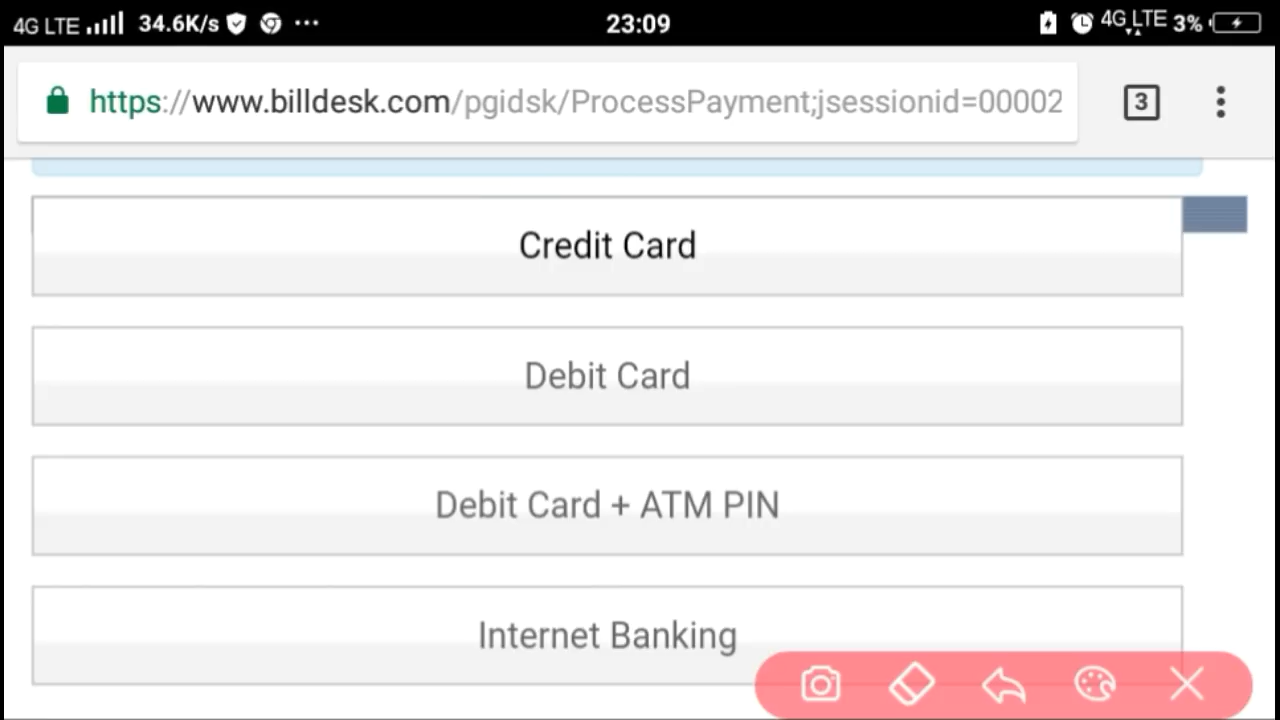 4G LTE 34.6K/s ··· 23:09 4G LTE 3%
https://www.billdesk.com/pgidsk/ProcessPayment;jsessionid=00002 3
Credit Card
Debit Card
Debit Card + ATM PIN
Internet Banking